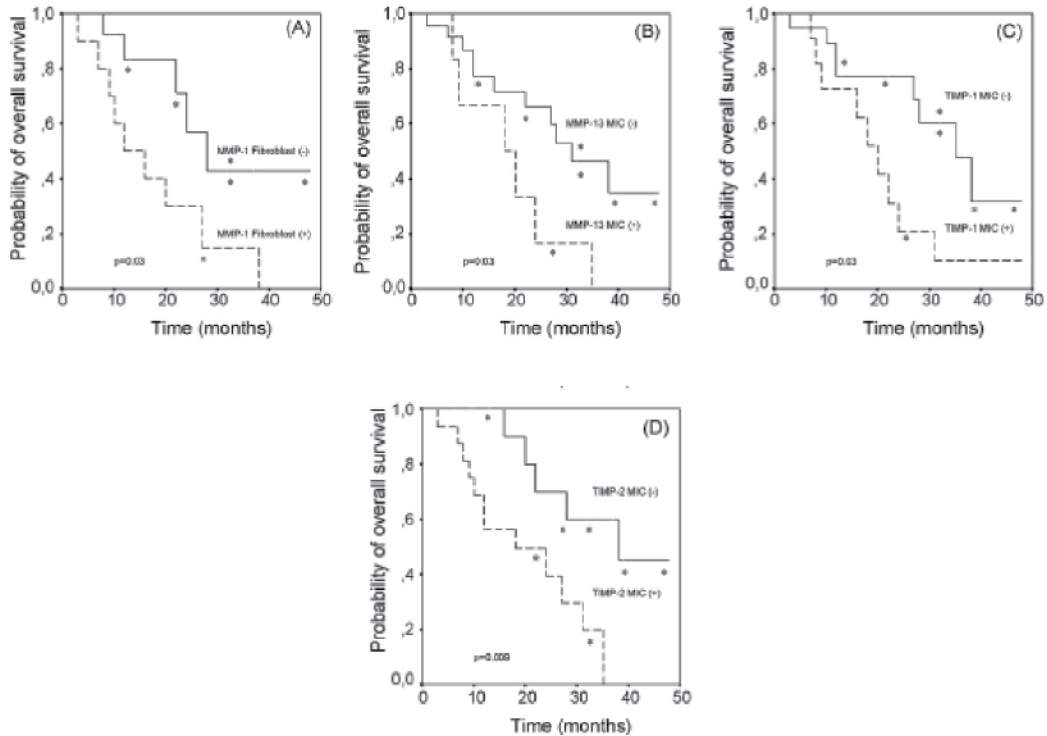 (A)
Probability of overall survival
1,0
,8
,6
,4
,2
0,0
MMP-1 Fibroblast (-)
MMP-1 Fibroblast (+)
p=0.03
0 10 20 30 40 50
Time (months)
(B)
Probability of overall survival
1,0
,8
,6
,4
,2
0,0
MMP-13 MIC (-)
MMP-13 MIC (+)
p=0.03
0 10 20 30 40 50
Time (months)
(C)
Probability of overall survival
1,0
,8
,6
,4
,2
0,0
TIMP-1 MIC (-)
TIMP-1 MIC (+)
p=0.03
0 10 20 30 40 50
Time (months)
(D)
Probability of overall survival
1,0
,8
,6
,4
,2
0,0
TIMP-2 MIC (-)
TIMP-2 MIC (+)
p=0.009
0 10 20 30 40 50
Time (months)